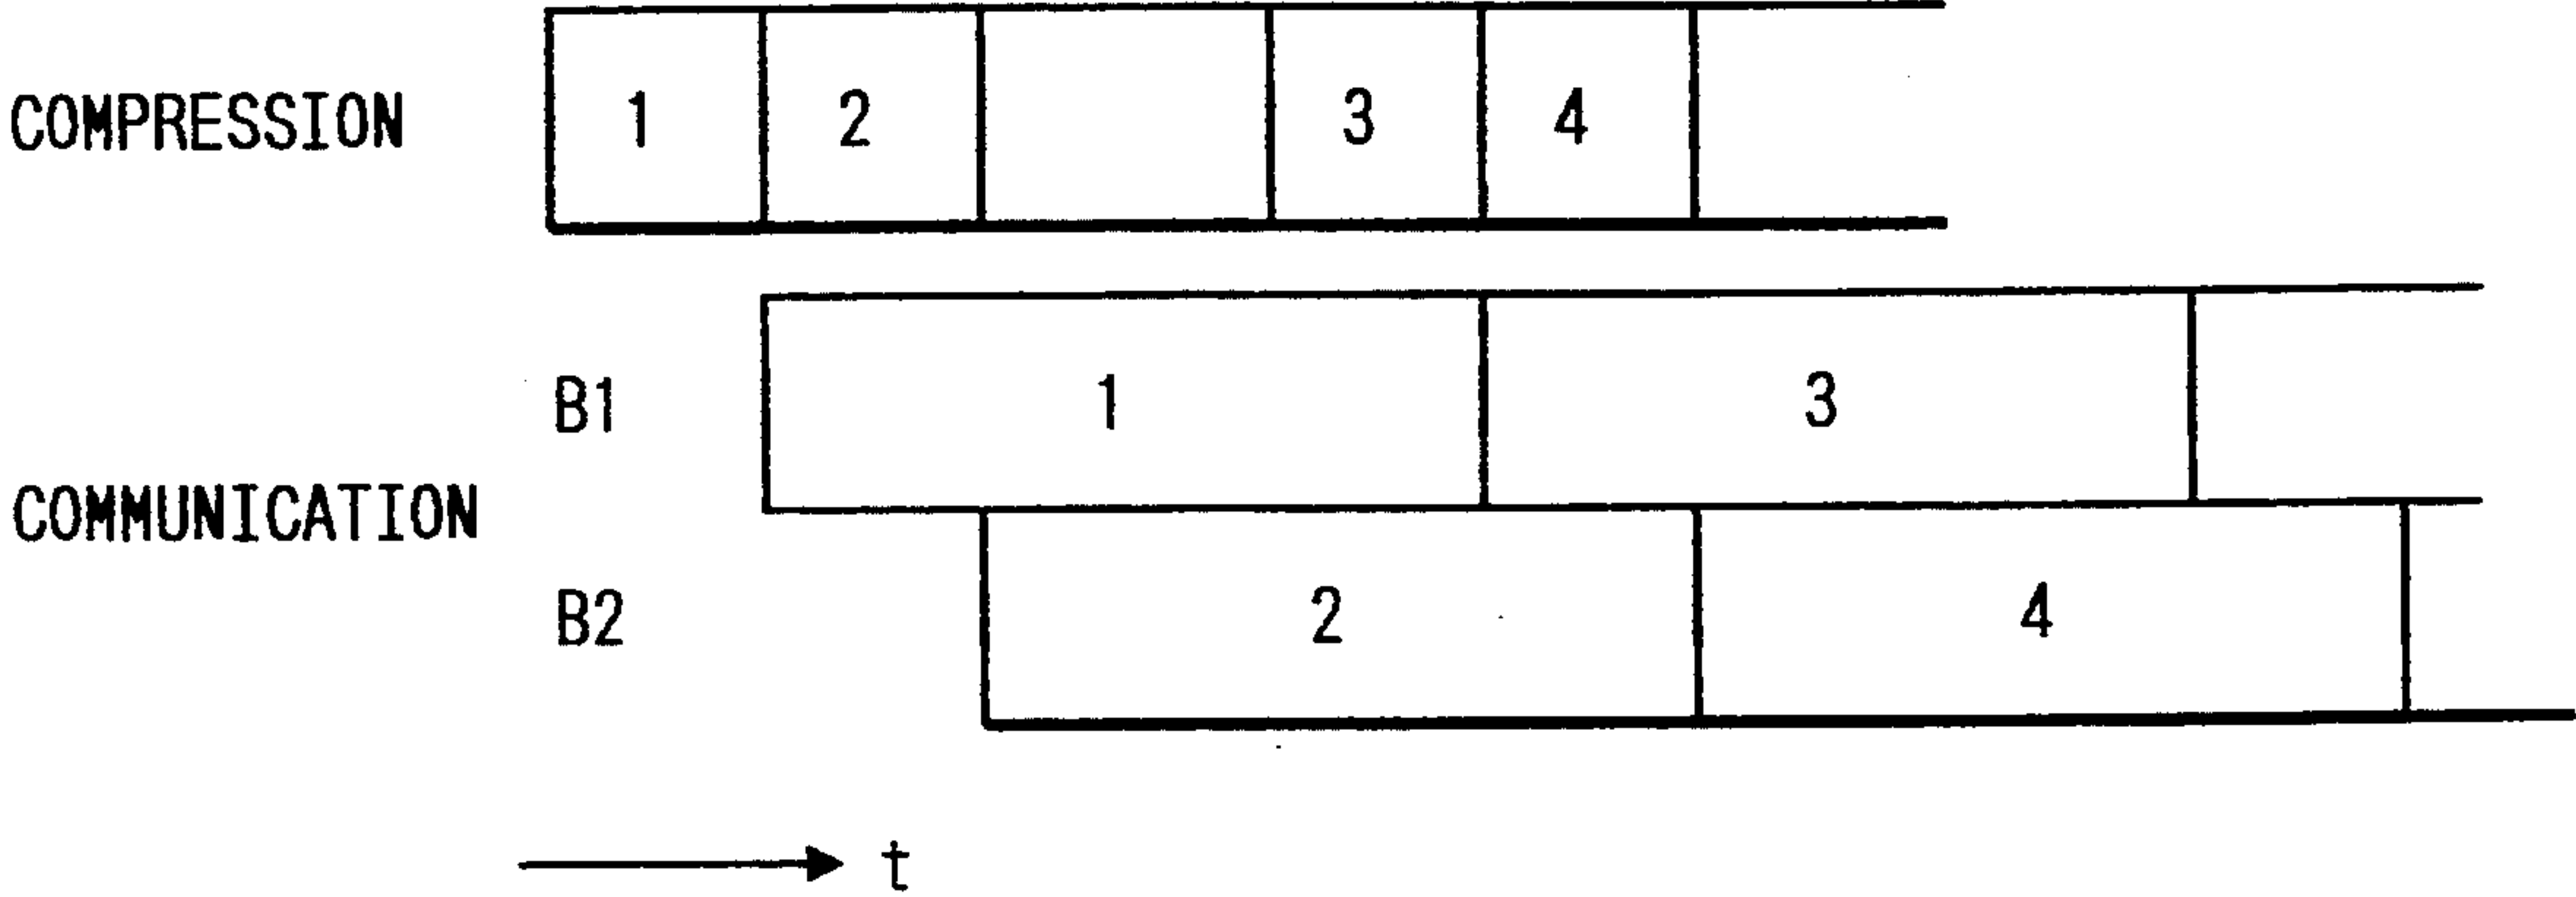 COMPRESSION 1 2 3 4
B1 1 3
COMMUNICATION
B2 2 4
t